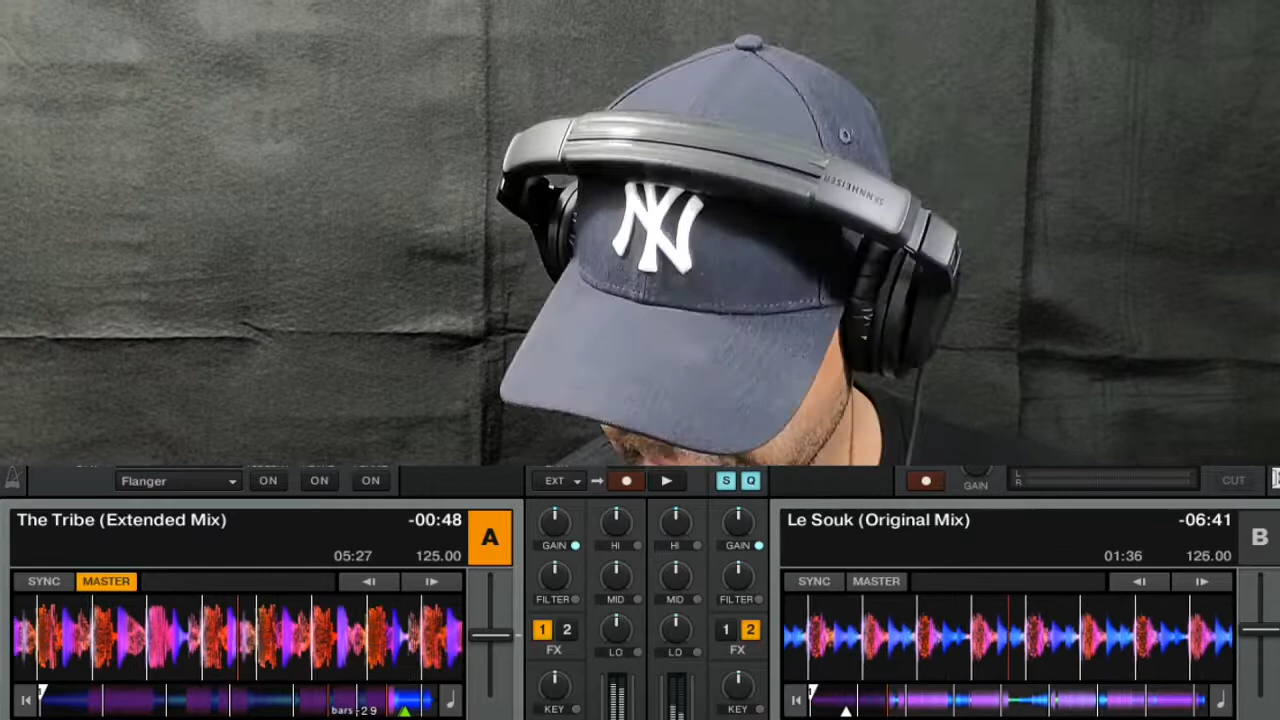 SENNHEISER
NY
Flanger
ON
ON
ON
EXT
S
Q
GAIN
L
R
CUT
The Tribe (Extended Mix)
-00:48
05:27
125.00
A
SYNC
MASTER
bars -29
GAIN
HI
HI
GAIN
FILTER
MID
MID
FILTER
1
2
FX
LO
LO
1
2
FX
KEY
KEY
Le Souk (Original Mix)
-06:41
01:36
126.00
B
SYNC
MASTER